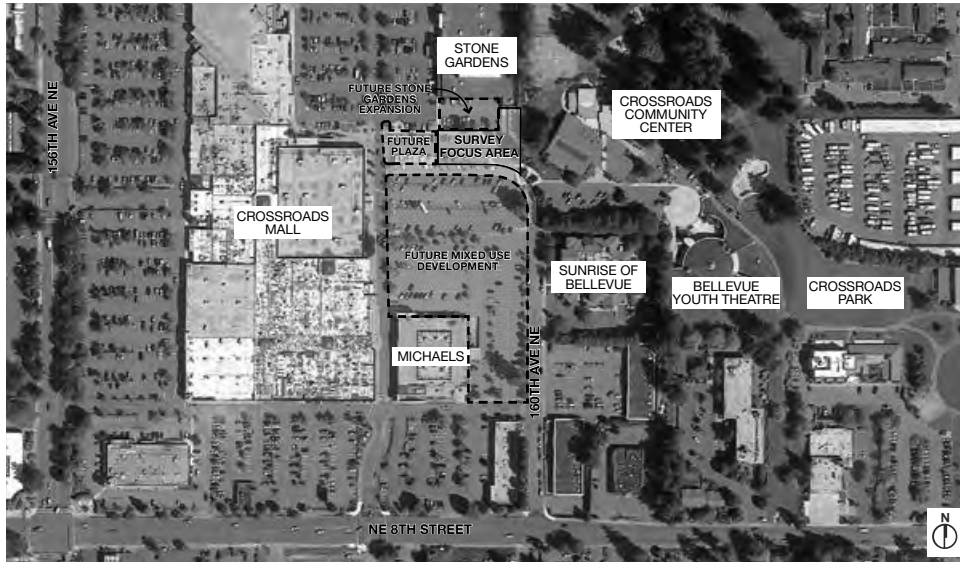 STONE
GARDENS
FUTURE STONE
GARDENS
EXPANSION
CROSSROADS
COMMUNITY
CENTER
156TH AVE NE
FUTURE
PLAZA
SURVEY
FOCUS AREA
CROSSROADS
MALL
FUTURE MIXED USE
DEVELOPMENT
SUNRISE OF
BELLEVUE
BELLEVUE
YOUTH THEATRE
CROSSROADS
PARK
MICHAELS
160TH AVE NE
NE 8TH STREET
N